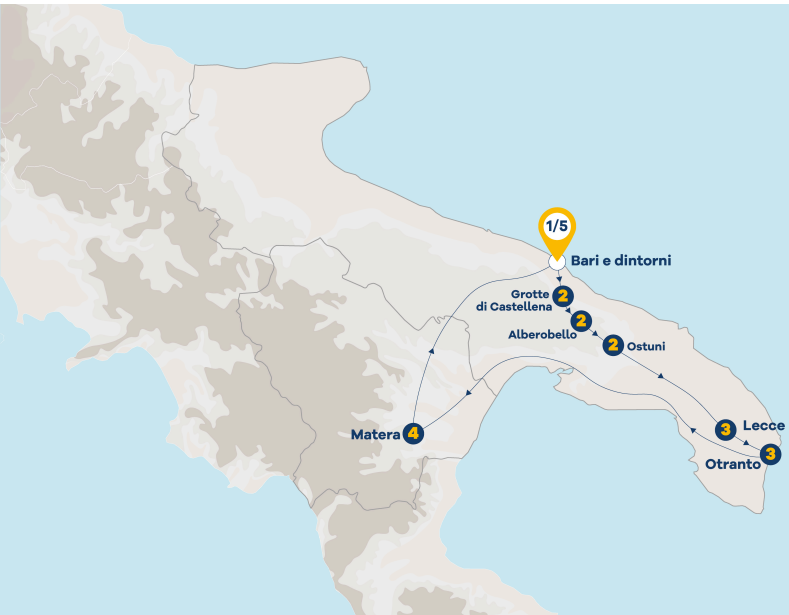 1/5
Bari e dintorni
Grotte
di Castellena
2
2
Alberobello
2
Ostuni
Matera
4
3
Lecce
Otranto
3